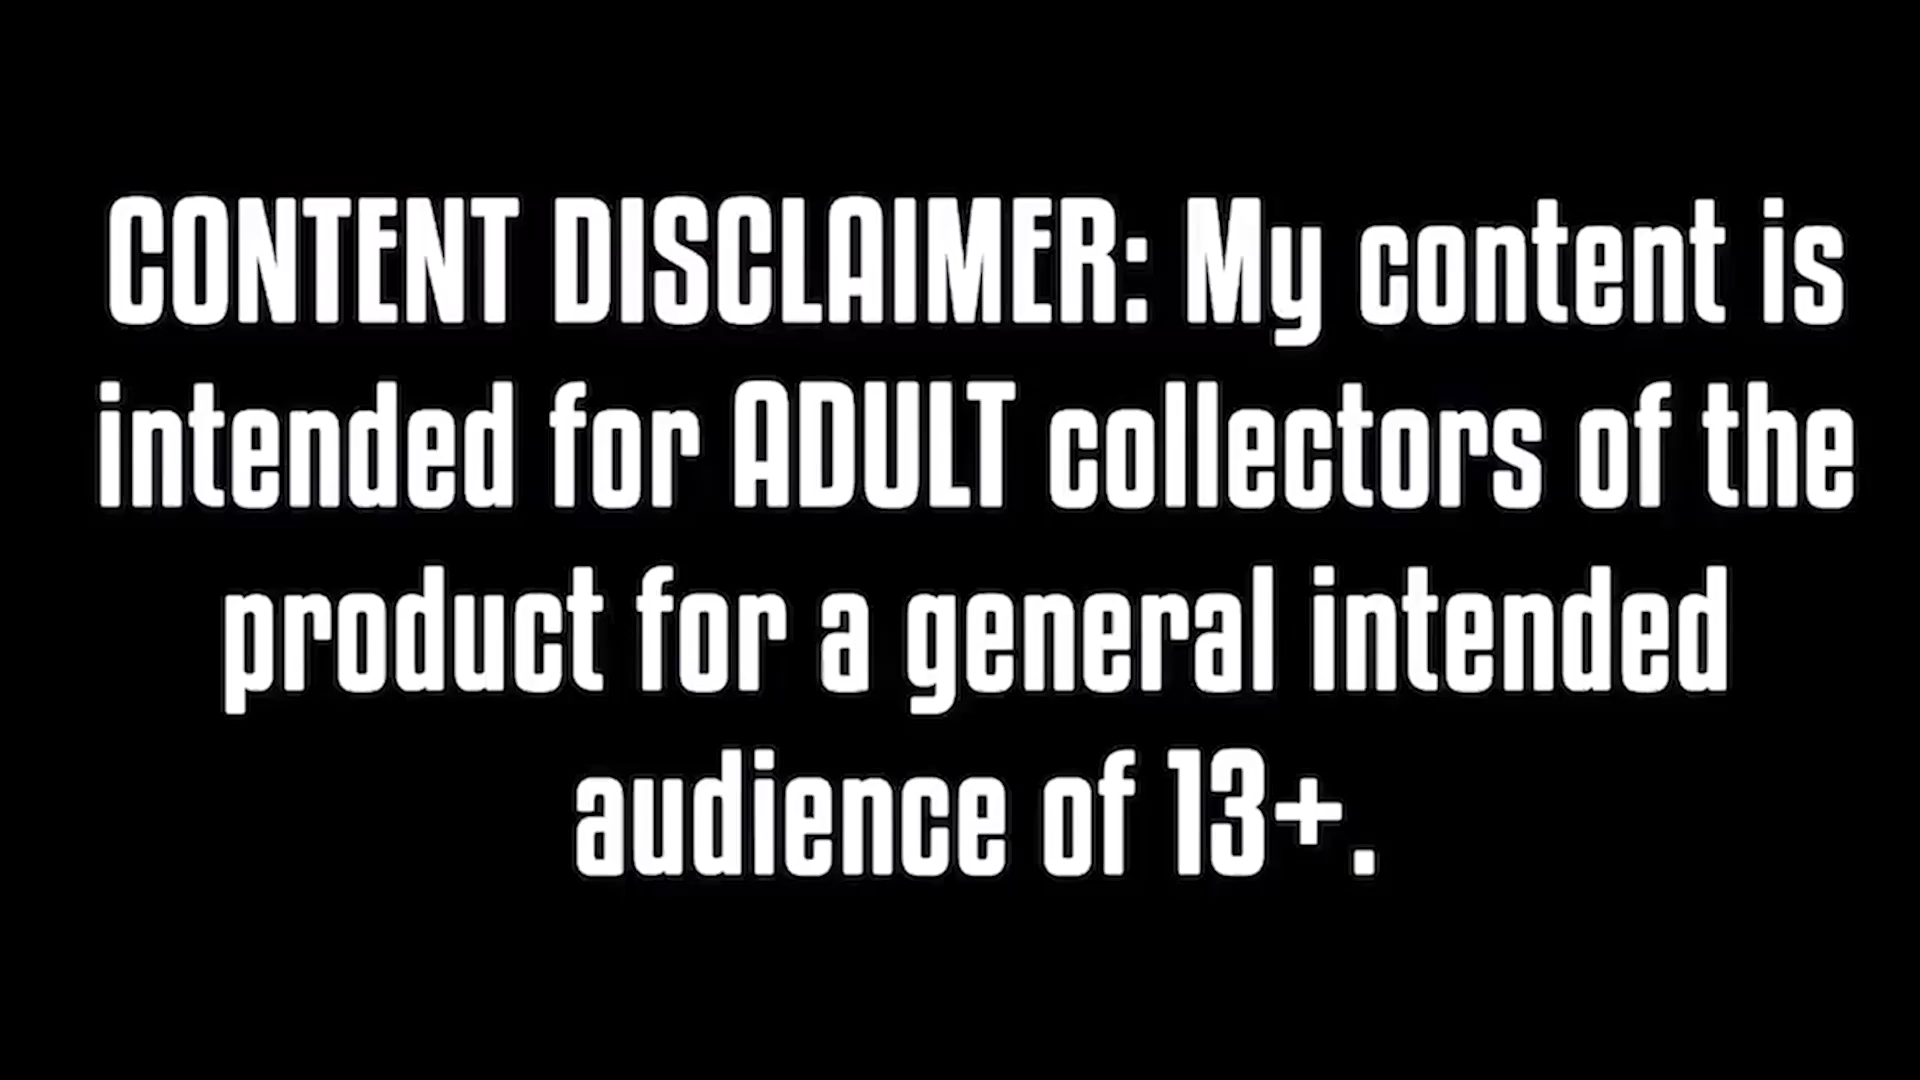 CONTENT DISCLAIMER: My content is
intended for ADULT collectors of the
product for a general intended
audience of 13+.